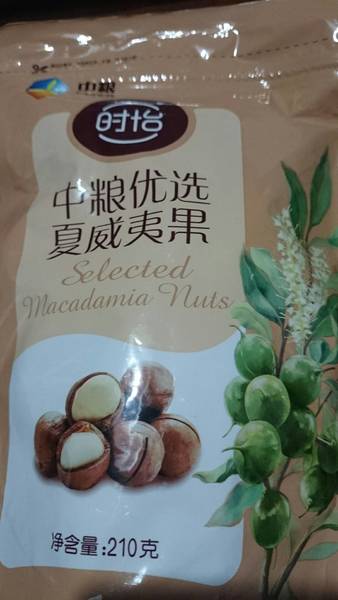 中粮
时怡
中粮优选
夏威夷果
Selected
Macadamia Nuts
净含量:210克